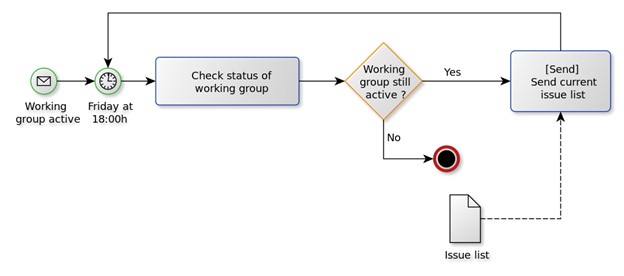 Working
group active
Friday at
18:00h
Check status of
working group
Working
group still
active ?
Yes
No
[Send]
Send current
issue list
Issue list